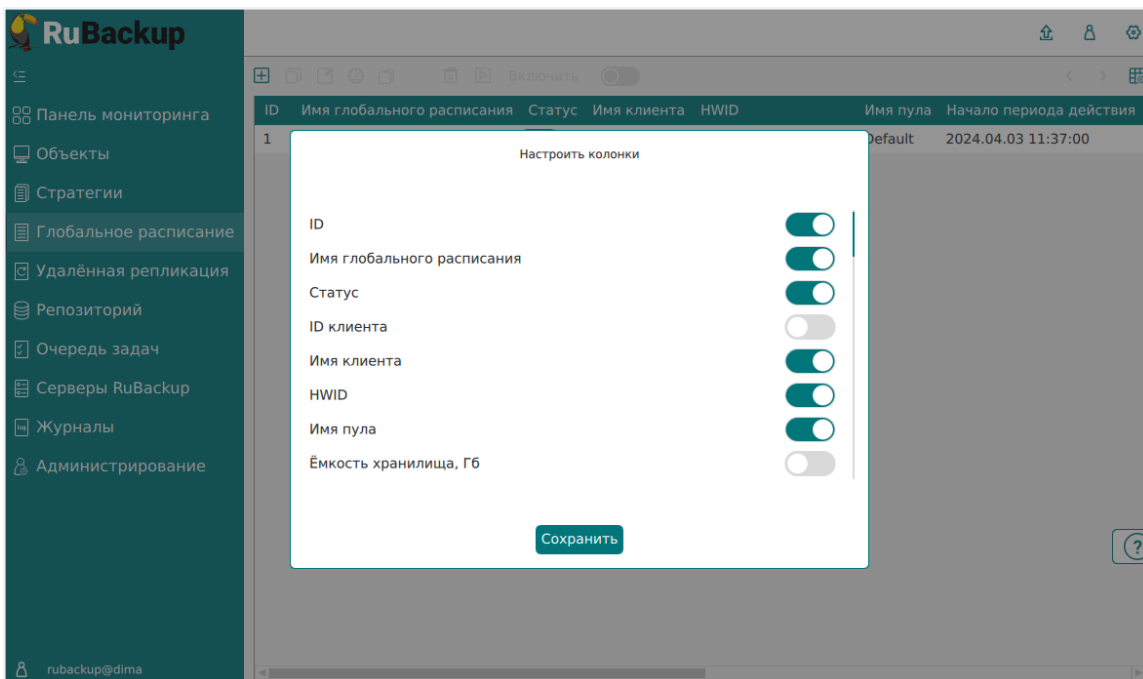 RuBackup
Включить
Панель мониторинга
Объекты
Стратегии
Глобальное расписание
Удалённая репликация
Репозиторий
Очередь задач
Серверы RuBackup
Журналы
Администрирование
rubackup@dima
ID Имя глобального расписания Статус Имя клиента HWID Имя пула Начало периода действия
1 Default 2024.04.03 11:37:00
Настроить колонки
ID
Имя глобального расписания
Статус
ID клиента
Имя клиента
HWID
Имя пула
Ёмкость хранилища, Гб
Сохранить
?